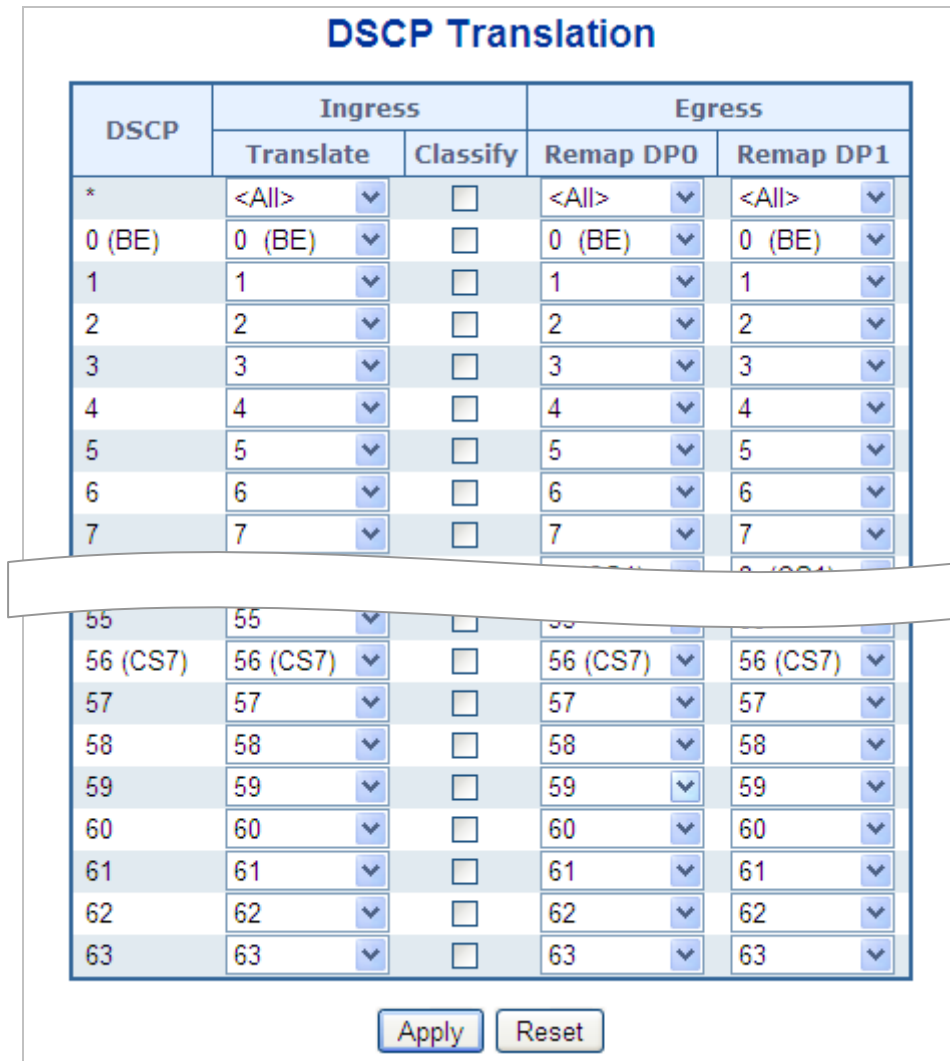 DSCP Translation
DSCP Ingress Egress
Translate Classify Remap DP0 Remap DP1
* <All> <All> <All>
0 (BE) 0 (BE) 0 (BE) 0 (BE)
1 1 1 1
2 2 2 2
3 3 3 3
4 4 4 4
5 5 5 5
6 6 6 6
7 7 7 7
55 55
56 (CS7) 56 (CS7) 56 (CS7) 56 (CS7)
57 57 57 57
58 58 58 58
59 59 59 59
60 60 60 60
61 61 61 61
62 62 62 62
63 63 63 63
Apply Reset